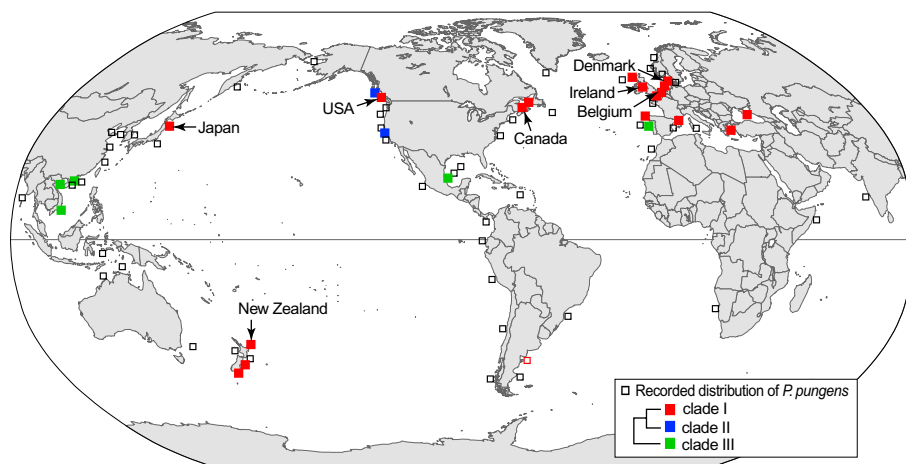 Denmark
Ireland
Belgium
USA
Japan
Canada
New Zealand
Recorded distribution of P. pungens
clade I
clade II
clade III